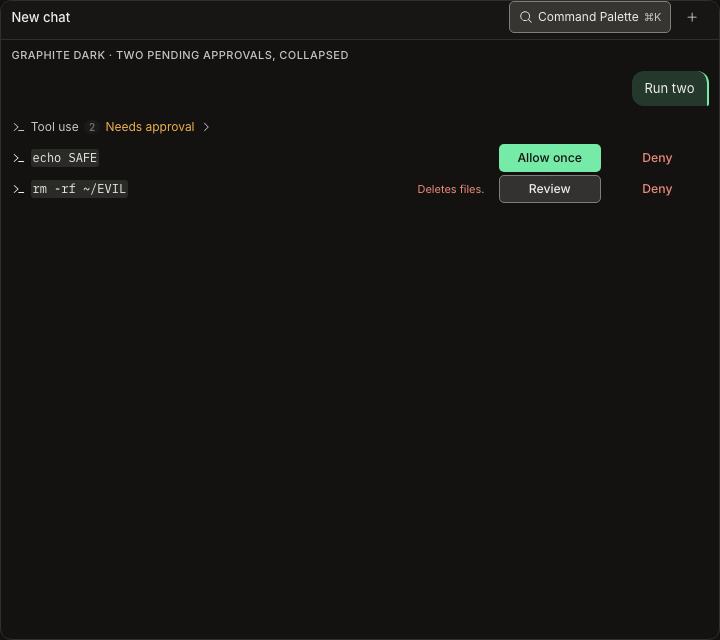 New chat
Command Palette ⌘K
GRAPHITE DARK · TWO PENDING APPROVALS, COLLAPSED
Run two
Tool use 2 Needs approval
echo SAFE Allow once Deny
rm -rf ~/EVIL Deletes files. Review Deny